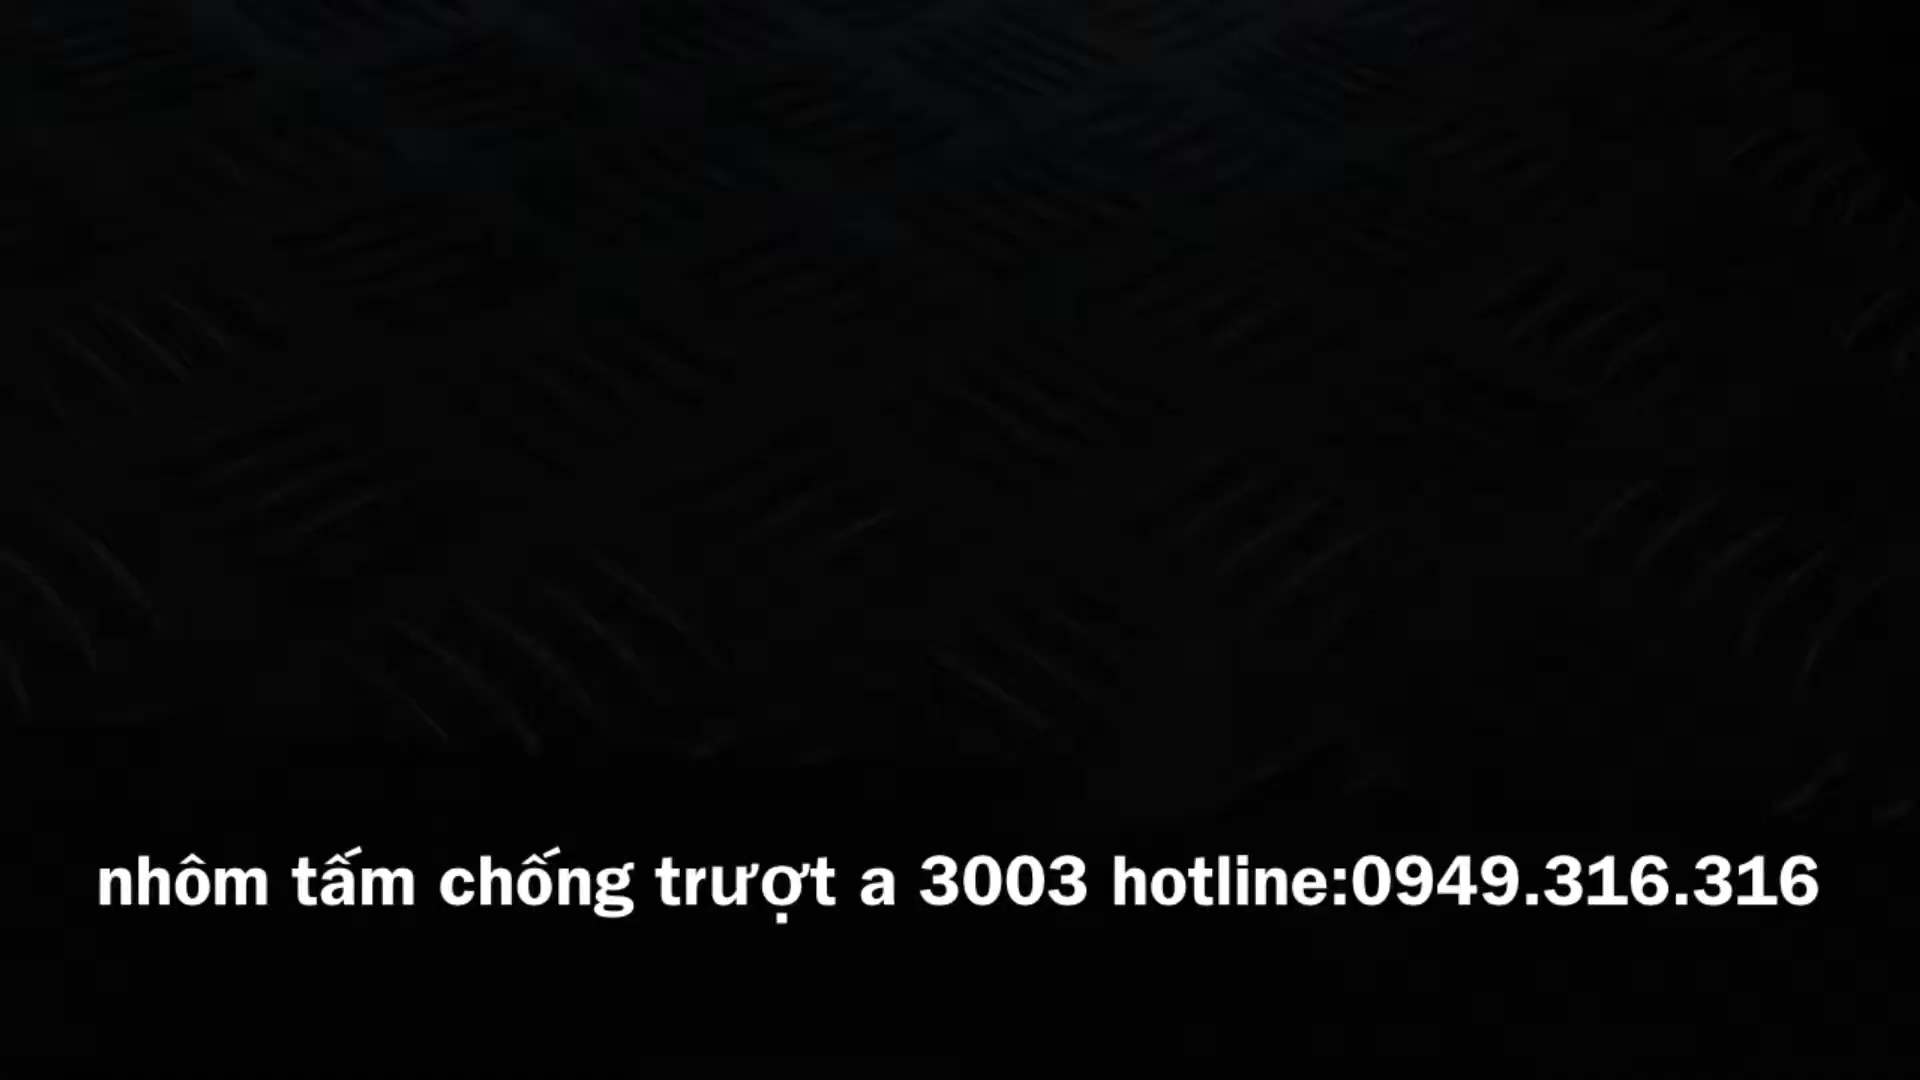 nhôm tấm chống trượt a 3003 hotline:0949.316.316